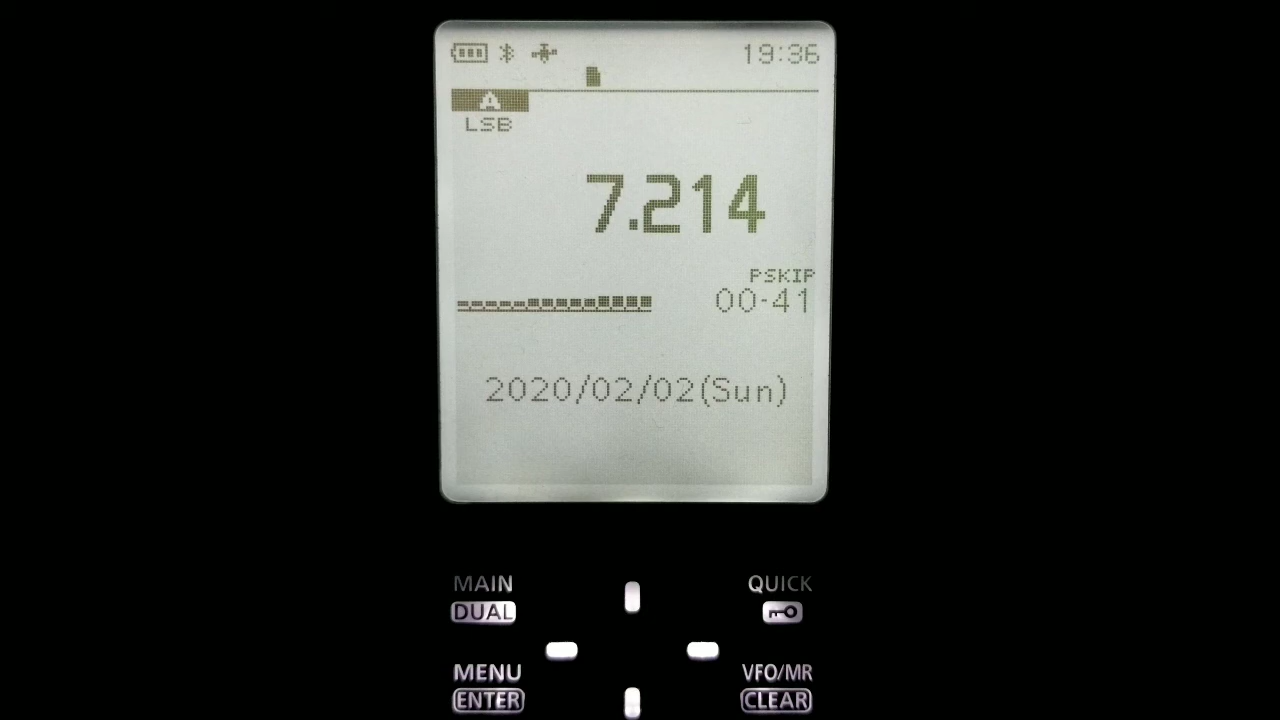 19:36
A
LSB
7.214
PSKIP
00-41
2020/02/02(Sun)
MAIN QUICK
DUAL
MENU VFO/MR
ENTER CLEAR